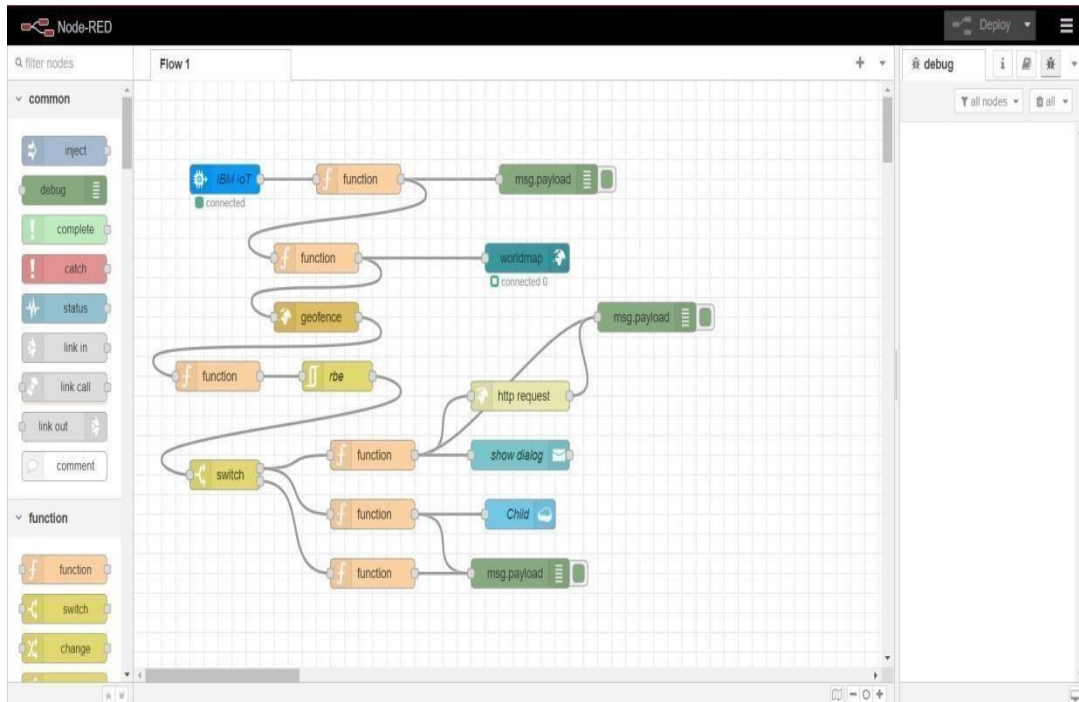 Node-RED
Deploy
filter nodes
Flow 1
debug
i
common
all nodes
all
inject
debug
complete
catch
status
link in
link call
link out
comment
function
function
switch
change
IBM IoT
function
msg.payload
connected
function
worldmap
connected 0
geofence
msg.payload
function
rbe
http request
function
show dialog
switch
function
Child
function
msg.payload